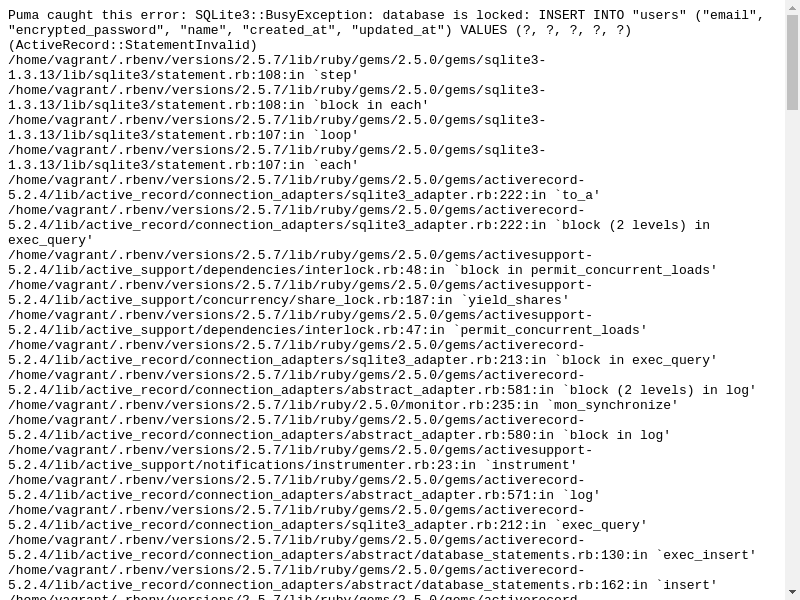 Puma caught this error: SQLite3::BusyException: database is locked: INSERT INTO "users" ("email",
"encrypted_password", "name", "created_at", "updated_at") VALUES (?, ?, ?, ?, ?)
(ActiveRecord::StatementInvalid)
/home/vagrant/.rbenv/versions/2.5.7/lib/ruby/gems/2.5.0/gems/sqlite3-
1.3.13/lib/sqlite3/statement.rb:108:in `step'
/home/vagrant/.rbenv/versions/2.5.7/lib/ruby/gems/2.5.0/gems/sqlite3-
1.3.13/lib/sqlite3/statement.rb:108:in `block in each'
/home/vagrant/.rbenv/versions/2.5.7/lib/ruby/gems/2.5.0/gems/sqlite3-
1.3.13/lib/sqlite3/statement.rb:107:in `loop'
/home/vagrant/.rbenv/versions/2.5.7/lib/ruby/gems/2.5.0/gems/sqlite3-
1.3.13/lib/sqlite3/statement.rb:107:in `each'
/home/vagrant/.rbenv/versions/2.5.7/lib/ruby/gems/2.5.0/gems/activerecord-
5.2.4/lib/active_record/connection_adapters/sqlite3_adapter.rb:222:in `to_a'
/home/vagrant/.rbenv/versions/2.5.7/lib/ruby/gems/2.5.0/gems/activerecord-
5.2.4/lib/active_record/connection_adapters/sqlite3_adapter.rb:222:in `block (2 levels) in
exec_query'
/home/vagrant/.rbenv/versions/2.5.7/lib/ruby/gems/2.5.0/gems/activesupport-
5.2.4/lib/active_support/dependencies/interlock.rb:48:in `block in permit_concurrent_loads'
/home/vagrant/.rbenv/versions/2.5.7/lib/ruby/gems/2.5.0/gems/activesupport-
5.2.4/lib/active_support/concurrency/share_lock.rb:187:in `yield_shares'
/home/vagrant/.rbenv/versions/2.5.7/lib/ruby/gems/2.5.0/gems/activesupport-
5.2.4/lib/active_support/dependencies/interlock.rb:47:in `permit_concurrent_loads'
/home/vagrant/.rbenv/versions/2.5.7/lib/ruby/gems/2.5.0/gems/activerecord-
5.2.4/lib/active_record/connection_adapters/sqlite3_adapter.rb:213:in `block in exec_query'
/home/vagrant/.rbenv/versions/2.5.7/lib/ruby/gems/2.5.0/gems/activerecord-
5.2.4/lib/active_record/connection_adapters/abstract_adapter.rb:581:in `block (2 levels) in log'
/home/vagrant/.rbenv/versions/2.5.7/lib/ruby/2.5.0/monitor.rb:235:in `mon_synchronize'
/home/vagrant/.rbenv/versions/2.5.7/lib/ruby/gems/2.5.0/gems/activerecord-
5.2.4/lib/active_record/connection_adapters/abstract_adapter.rb:580:in `block in log'
/home/vagrant/.rbenv/versions/2.5.7/lib/ruby/gems/2.5.0/gems/activesupport-
5.2.4/lib/active_support/notifications/instrumenter.rb:23:in `instrument'
/home/vagrant/.rbenv/versions/2.5.7/lib/ruby/gems/2.5.0/gems/activerecord-
5.2.4/lib/active_record/connection_adapters/abstract_adapter.rb:571:in `log'
/home/vagrant/.rbenv/versions/2.5.7/lib/ruby/gems/2.5.0/gems/activerecord-
5.2.4/lib/active_record/connection_adapters/sqlite3_adapter.rb:212:in `exec_query'
/home/vagrant/.rbenv/versions/2.5.7/lib/ruby/gems/2.5.0/gems/activerecord-
5.2.4/lib/active_record/connection_adapters/abstract/database_statements.rb:130:in `exec_insert'
/home/vagrant/.rbenv/versions/2.5.7/lib/ruby/gems/2.5.0/gems/activerecord-
5.2.4/lib/active_record/connection_adapters/abstract/database_statements.rb:162:in `insert'
/home/vagrant/.rbenv/versions/2.5.7/lib/ruby/gems/2.5.0/gems/activerecord-